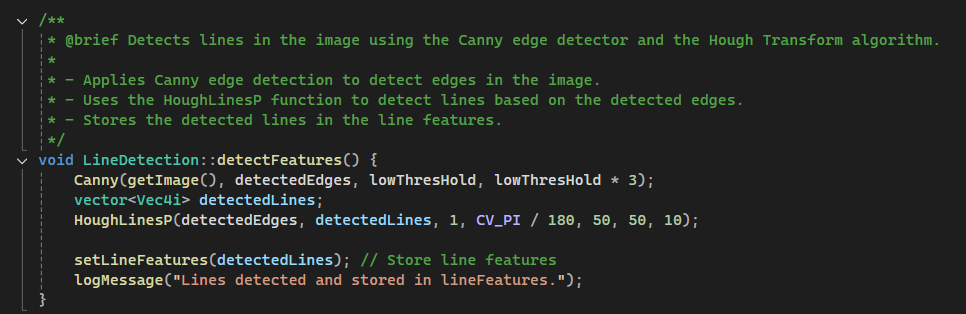 /**
* @brief Detects lines in the image using the Canny edge detector and the Hough Transform algorithm.
*
* - Applies Canny edge detection to detect edges in the image.
* - Uses the HoughLinesP function to detect lines based on the detected edges.
* - Stores the detected lines in the line features.
*/
void LineDetection::detectFeatures() {
    Canny(getImage(), detectedEdges, lowThresHold, lowThresHold * 3);
    vector<Vec4i> detectedLines;
    HoughLinesP(detectedEdges, detectedLines, 1, CV_PI / 180, 50, 50, 10);

    setLineFeatures(detectedLines); // Store line features
    logMessage("Lines detected and stored in lineFeatures.");
}